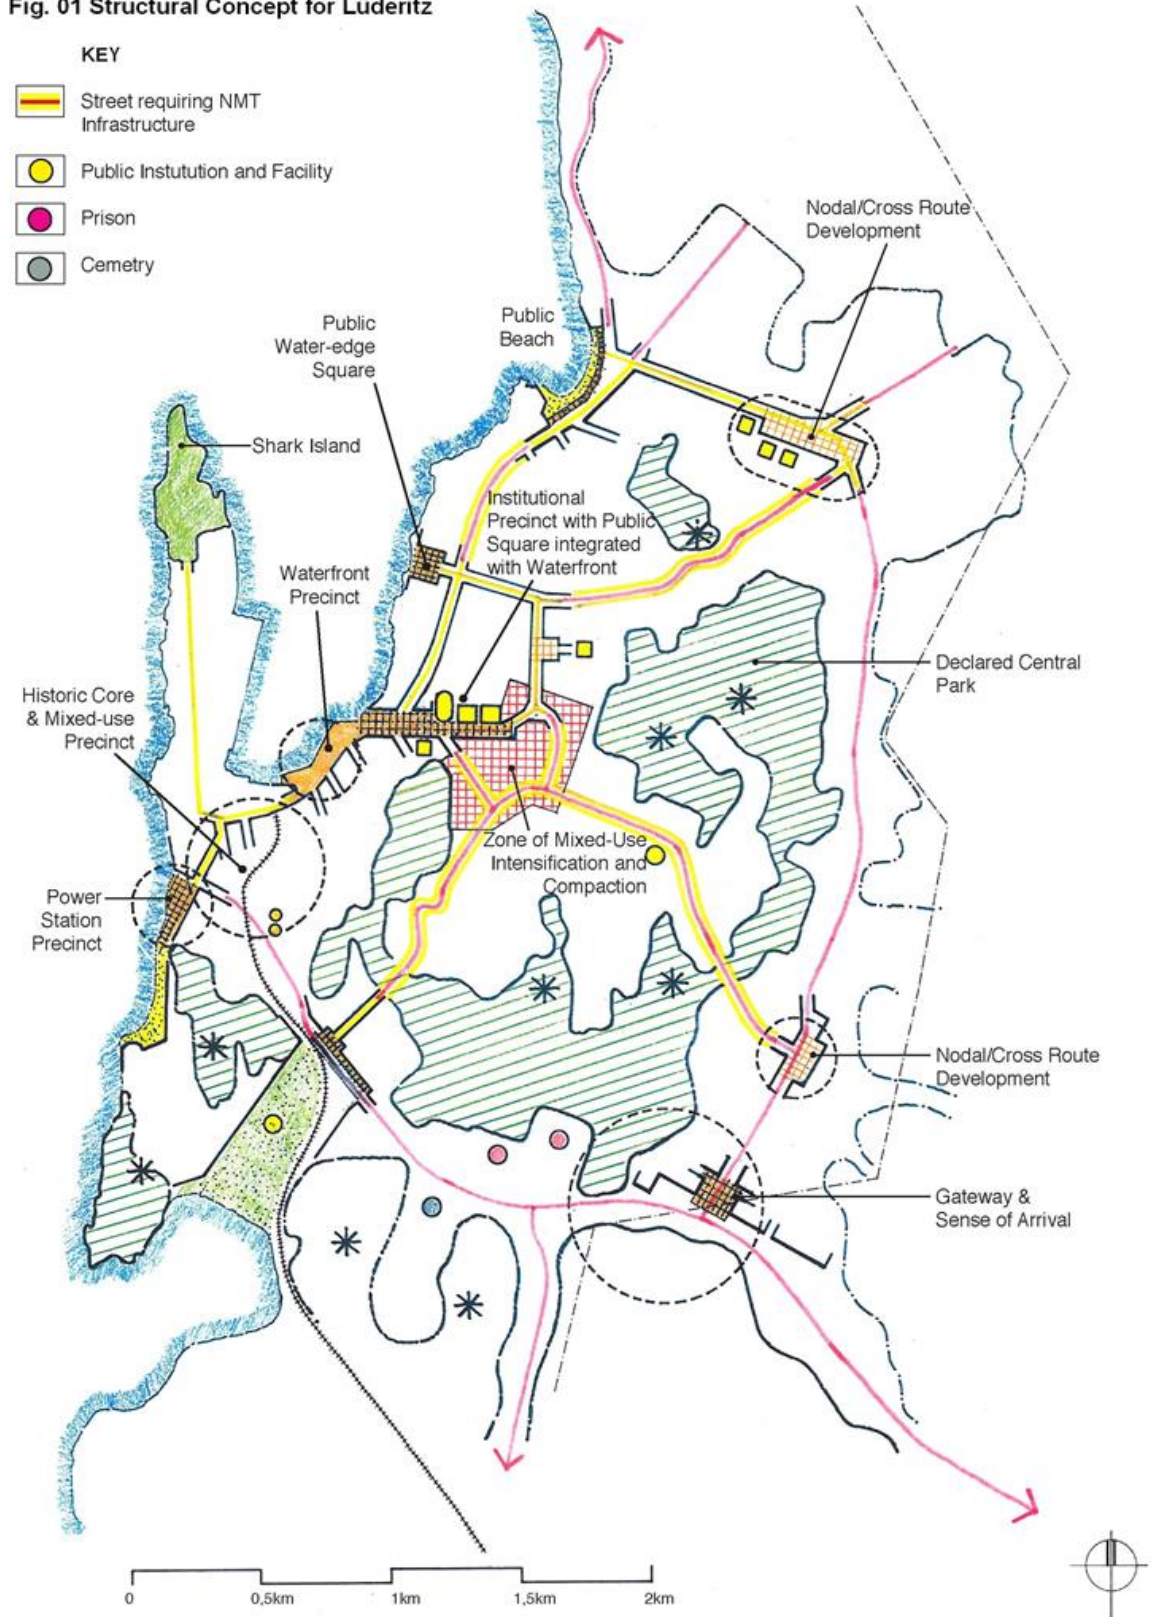 Fig. 01 Structural Concept for Luderitz
KEY
Street requiring NMT
Infrastructure
Public Instutution and Facility
Prison
Cemetry
Nodal/Cross Route
Development
Public
Beach
Public
Water-edge
Square
Shark Island
Institutional
Precinct with Public
Square integrated
with Waterfront
Waterfront
Precinct
Declared Central
Park
Historic Core
& Mixed-use
Precinct
Zone of Mixed-Use
Intensification and
Compaction
Power
Station
Precinct
Nodal/Cross Route
Development
Gateway &
Sense of Arrival
0
0,5km
1km
1,5km
2km